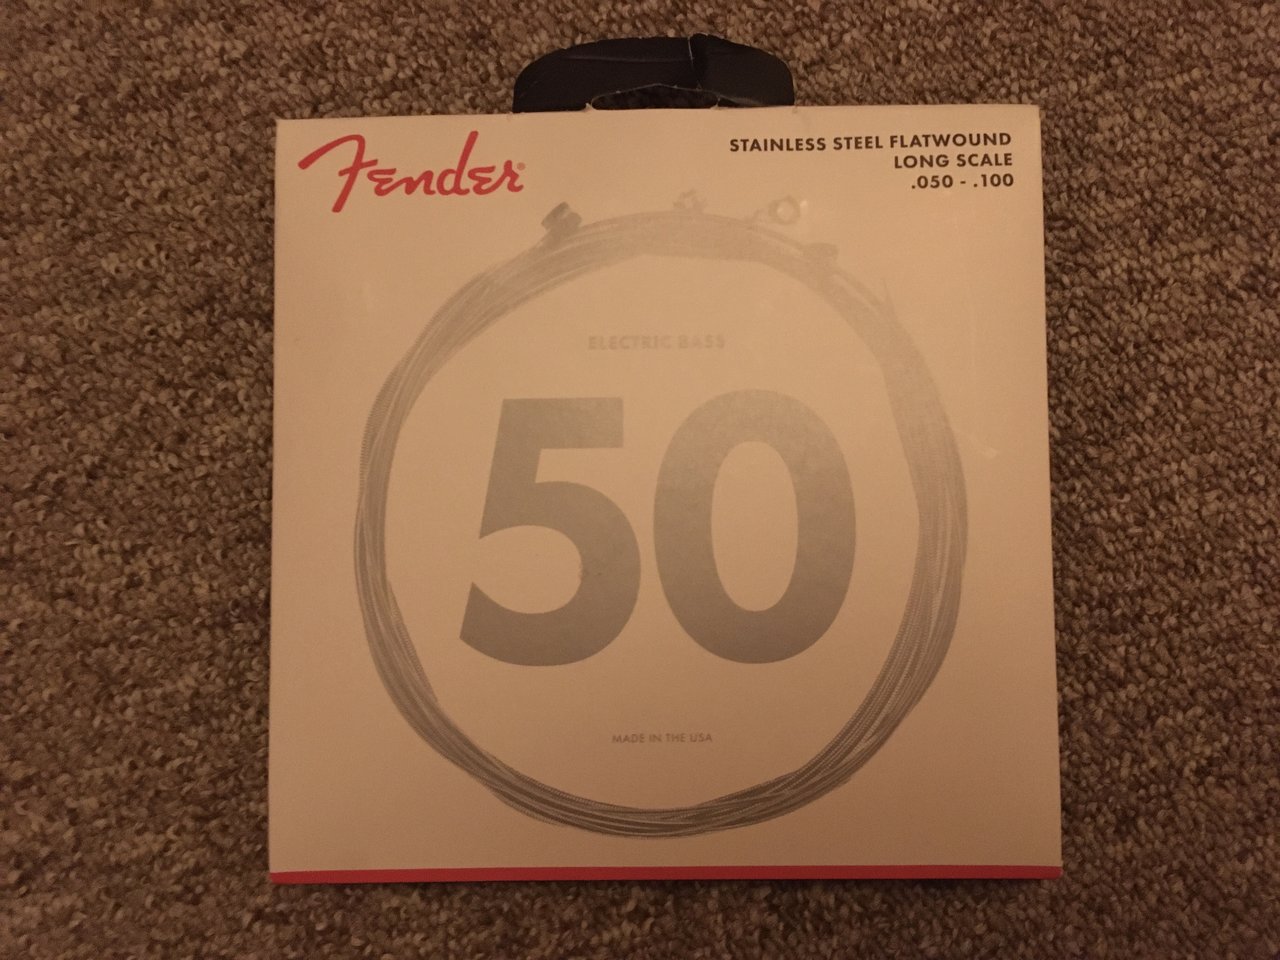 Fender®
STAINLESS STEEL FLATWOUND
LONG SCALE
.050 - .100
ELECTRIC BASS
50
MADE IN THE USA